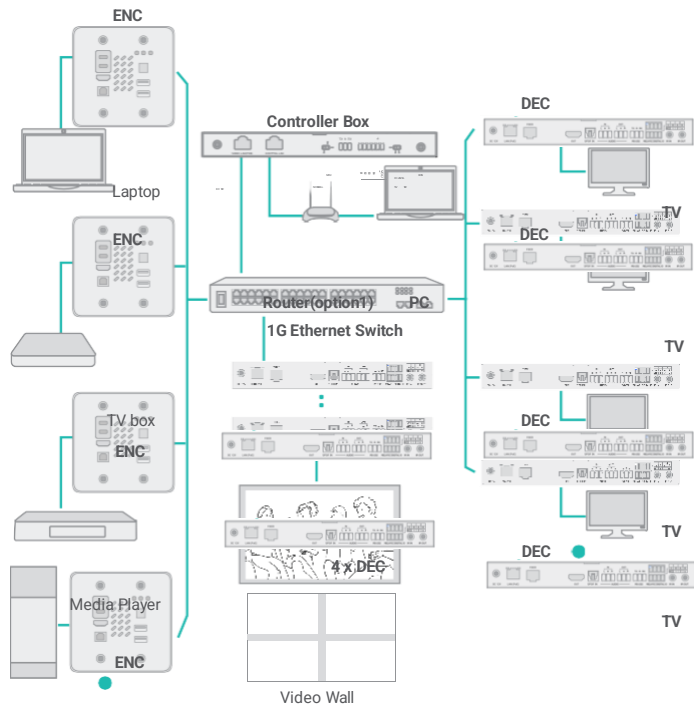 ENC
DEC
Controller Box
Laptop
TV
ENC
DEC
Router(option1)
PC
1G Ethernet Switch
TV
TV box
DEC
ENC
TV
DEC
4 x DEC
Media Player
TV
ENC
Video Wall